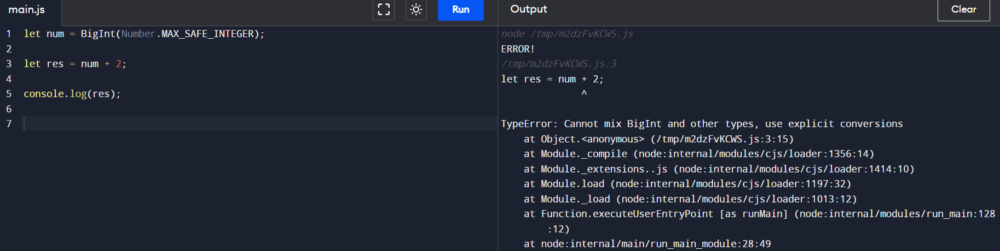 main.js
Run
1 let num = BigInt(Number.MAX_SAFE_INTEGER);
2
3 let res = num + 2;
4
5 console.log(res);
6
7
Output
Clear
node /tmp/m2dzFvKCWS.js
ERROR!
/tmp/m2dzFvKCWS.js:3
let res = num + 2;
^
TypeError: Cannot mix BigInt and other types, use explicit conversions
at Object.<anonymous> (/tmp/m2dzFvKCWS.js:3:15)
at Module._compile (node:internal/modules/cjs/loader:1356:14)
at Module._extensions..js (node:internal/modules/cjs/loader:1414:10)
at Module.load (node:internal/modules/cjs/loader:1197:32)
at Module._load (node:internal/modules/cjs/loader:1013:12)
at Function.executeUserEntryPoint [as runMain] (node:internal/modules/run_main:128
:12)
at node:internal/main/run_main_module:28:49